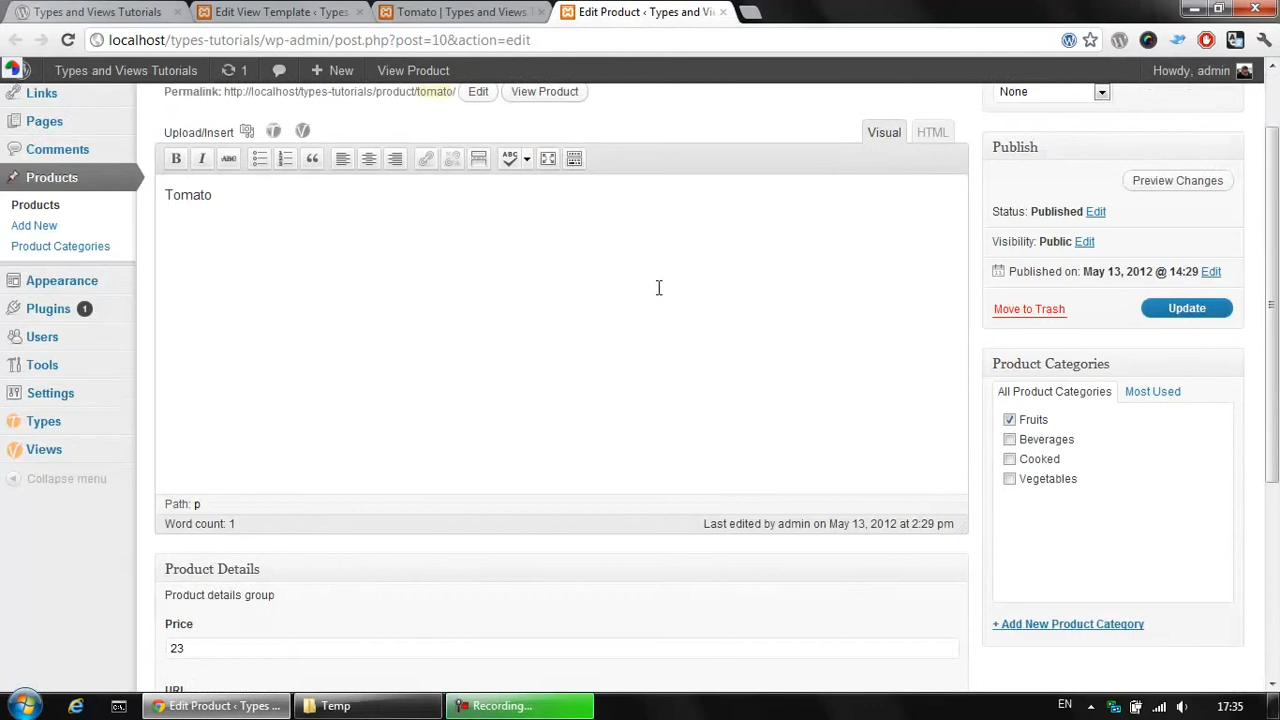 Types and Views Tutorials
Edit View Template ‹ Types
Tomato | Types and Views
Edit Product ‹ Types and Vi
localhost/types-tutorials/wp-admin/post.php?post=10&action=edit
Types and Views Tutorials 1 New View Product Howdy, admin
Links
Pages
Comments
Products
Products
Add New
Product Categories
Appearance
Plugins 1
Users
Tools
Settings
Types
Views
Collapse menu
Permalink: http://localhost/types-tutorials/product/tomato/ Edit View Product
Upload/Insert
Visual HTML
B I ABC ABC
Tomato
Path: p
Word count: 1 Last edited by admin on May 13, 2012 at 2:29 pm
Product Details
Product details group
Price
23
URL
None
Publish
Preview Changes
Status: Published Edit
Visibility: Public Edit
Published on: May 13, 2012 @ 14:29 Edit
Move to Trash Update
Product Categories
All Product Categories Most Used
Fruits
Beverages
Cooked
Vegetables
+ Add New Product Category
Edit Product ‹ Types ...
Temp
Recording...
EN 17:35